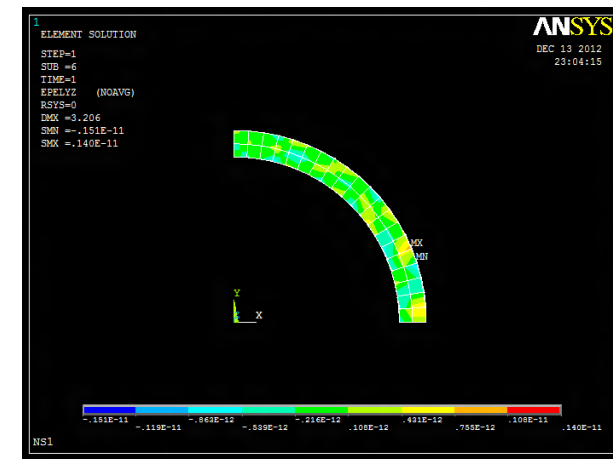 1
ELEMENT SOLUTION
ANSYS
DEC 13 2012
23:04:15
STEP=1
SUB =6
TIME=1
EPELYZ (NOAVG)
RSYS=0
DMX =3.206
SMN =-.151E-11
SMX =.140E-11
MX
MN
Y
Z X
-.151E-11 -.863E-12 -.216E-12 .431E-12 .108E-11
-.119E-11 -.539E-12 .108E-12 .755E-12 .140E-11
NS1